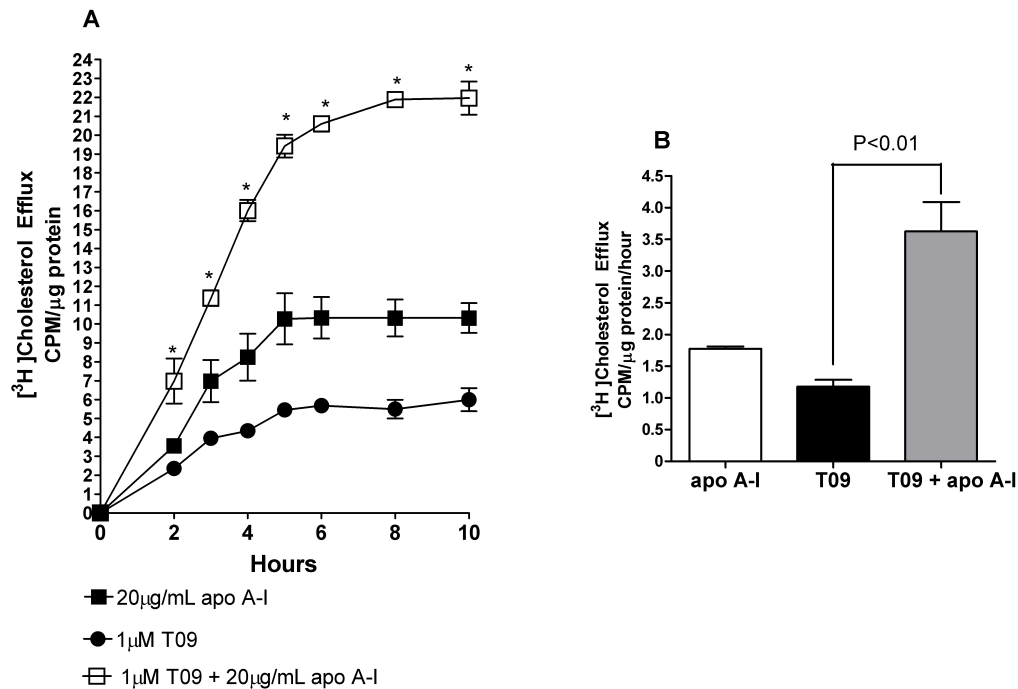 A
[³H ]Cholesterol Efflux
CPM/µg protein
24
23
22
21
20
19
18
17
16
15
14
13
12
11
10
9
8
7
6
5
4
3
2
1
0
* * * * * * * *
0 2 4 6 8 10
Hours
20µg/mL apo A-I
1µM T09
1µM T09 + 20µg/mL apo A-I
B
P<0.01
[³H ]Cholesterol Efflux
CPM/µg protein/hour
4.5
4.0
3.5
3.0
2.5
2.0
1.5
1.0
0.5
0
apo A-I T09 T09 + apo A-I